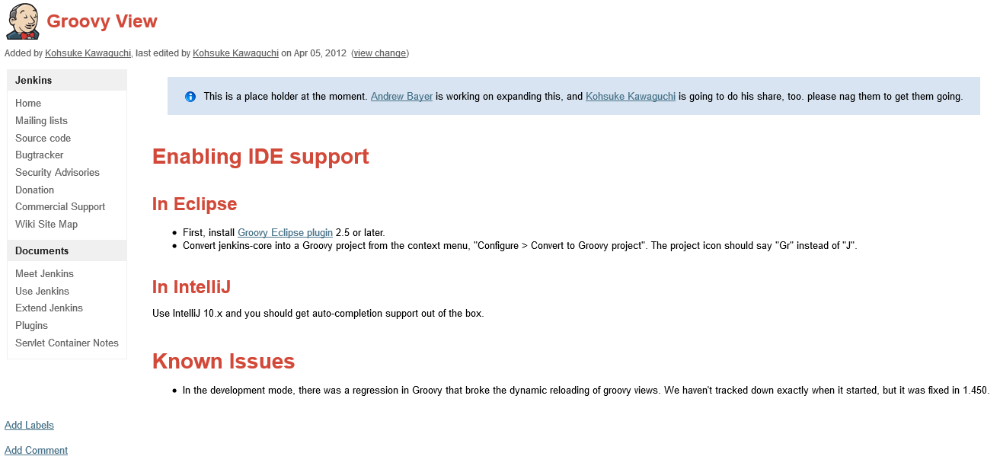 Groovy View
Added by Kohsuke Kawaguchi, last edited by Kohsuke Kawaguchi on Apr 05, 2012 (view change)
Jenkins
Home
Mailing lists
Source code
Bugtracker
Security Advisories
Donation
Commercial Support
Wiki Site Map
Documents
Meet Jenkins
Use Jenkins
Extend Jenkins
Plugins
Servlet Container Notes
This is a place holder at the moment. Andrew Bayer is working on expanding this, and Kohsuke Kawaguchi is going to do his share, too. please nag them to get them going.
Enabling IDE support
In Eclipse
• First, install Groovy Eclipse plugin 2.5 or later.
• Convert jenkins-core into a Groovy project from the context menu, "Configure > Convert to Groovy project". The project icon should say "Gr" instead of "J".
In IntelliJ
Use IntelliJ 10.x and you should get auto-completion support out of the box.
Known Issues
• In the development mode, there was a regression in Groovy that broke the dynamic reloading of groovy views. We haven't tracked down exactly when it started, but it was fixed in 1.450.
Add Labels
Add Comment